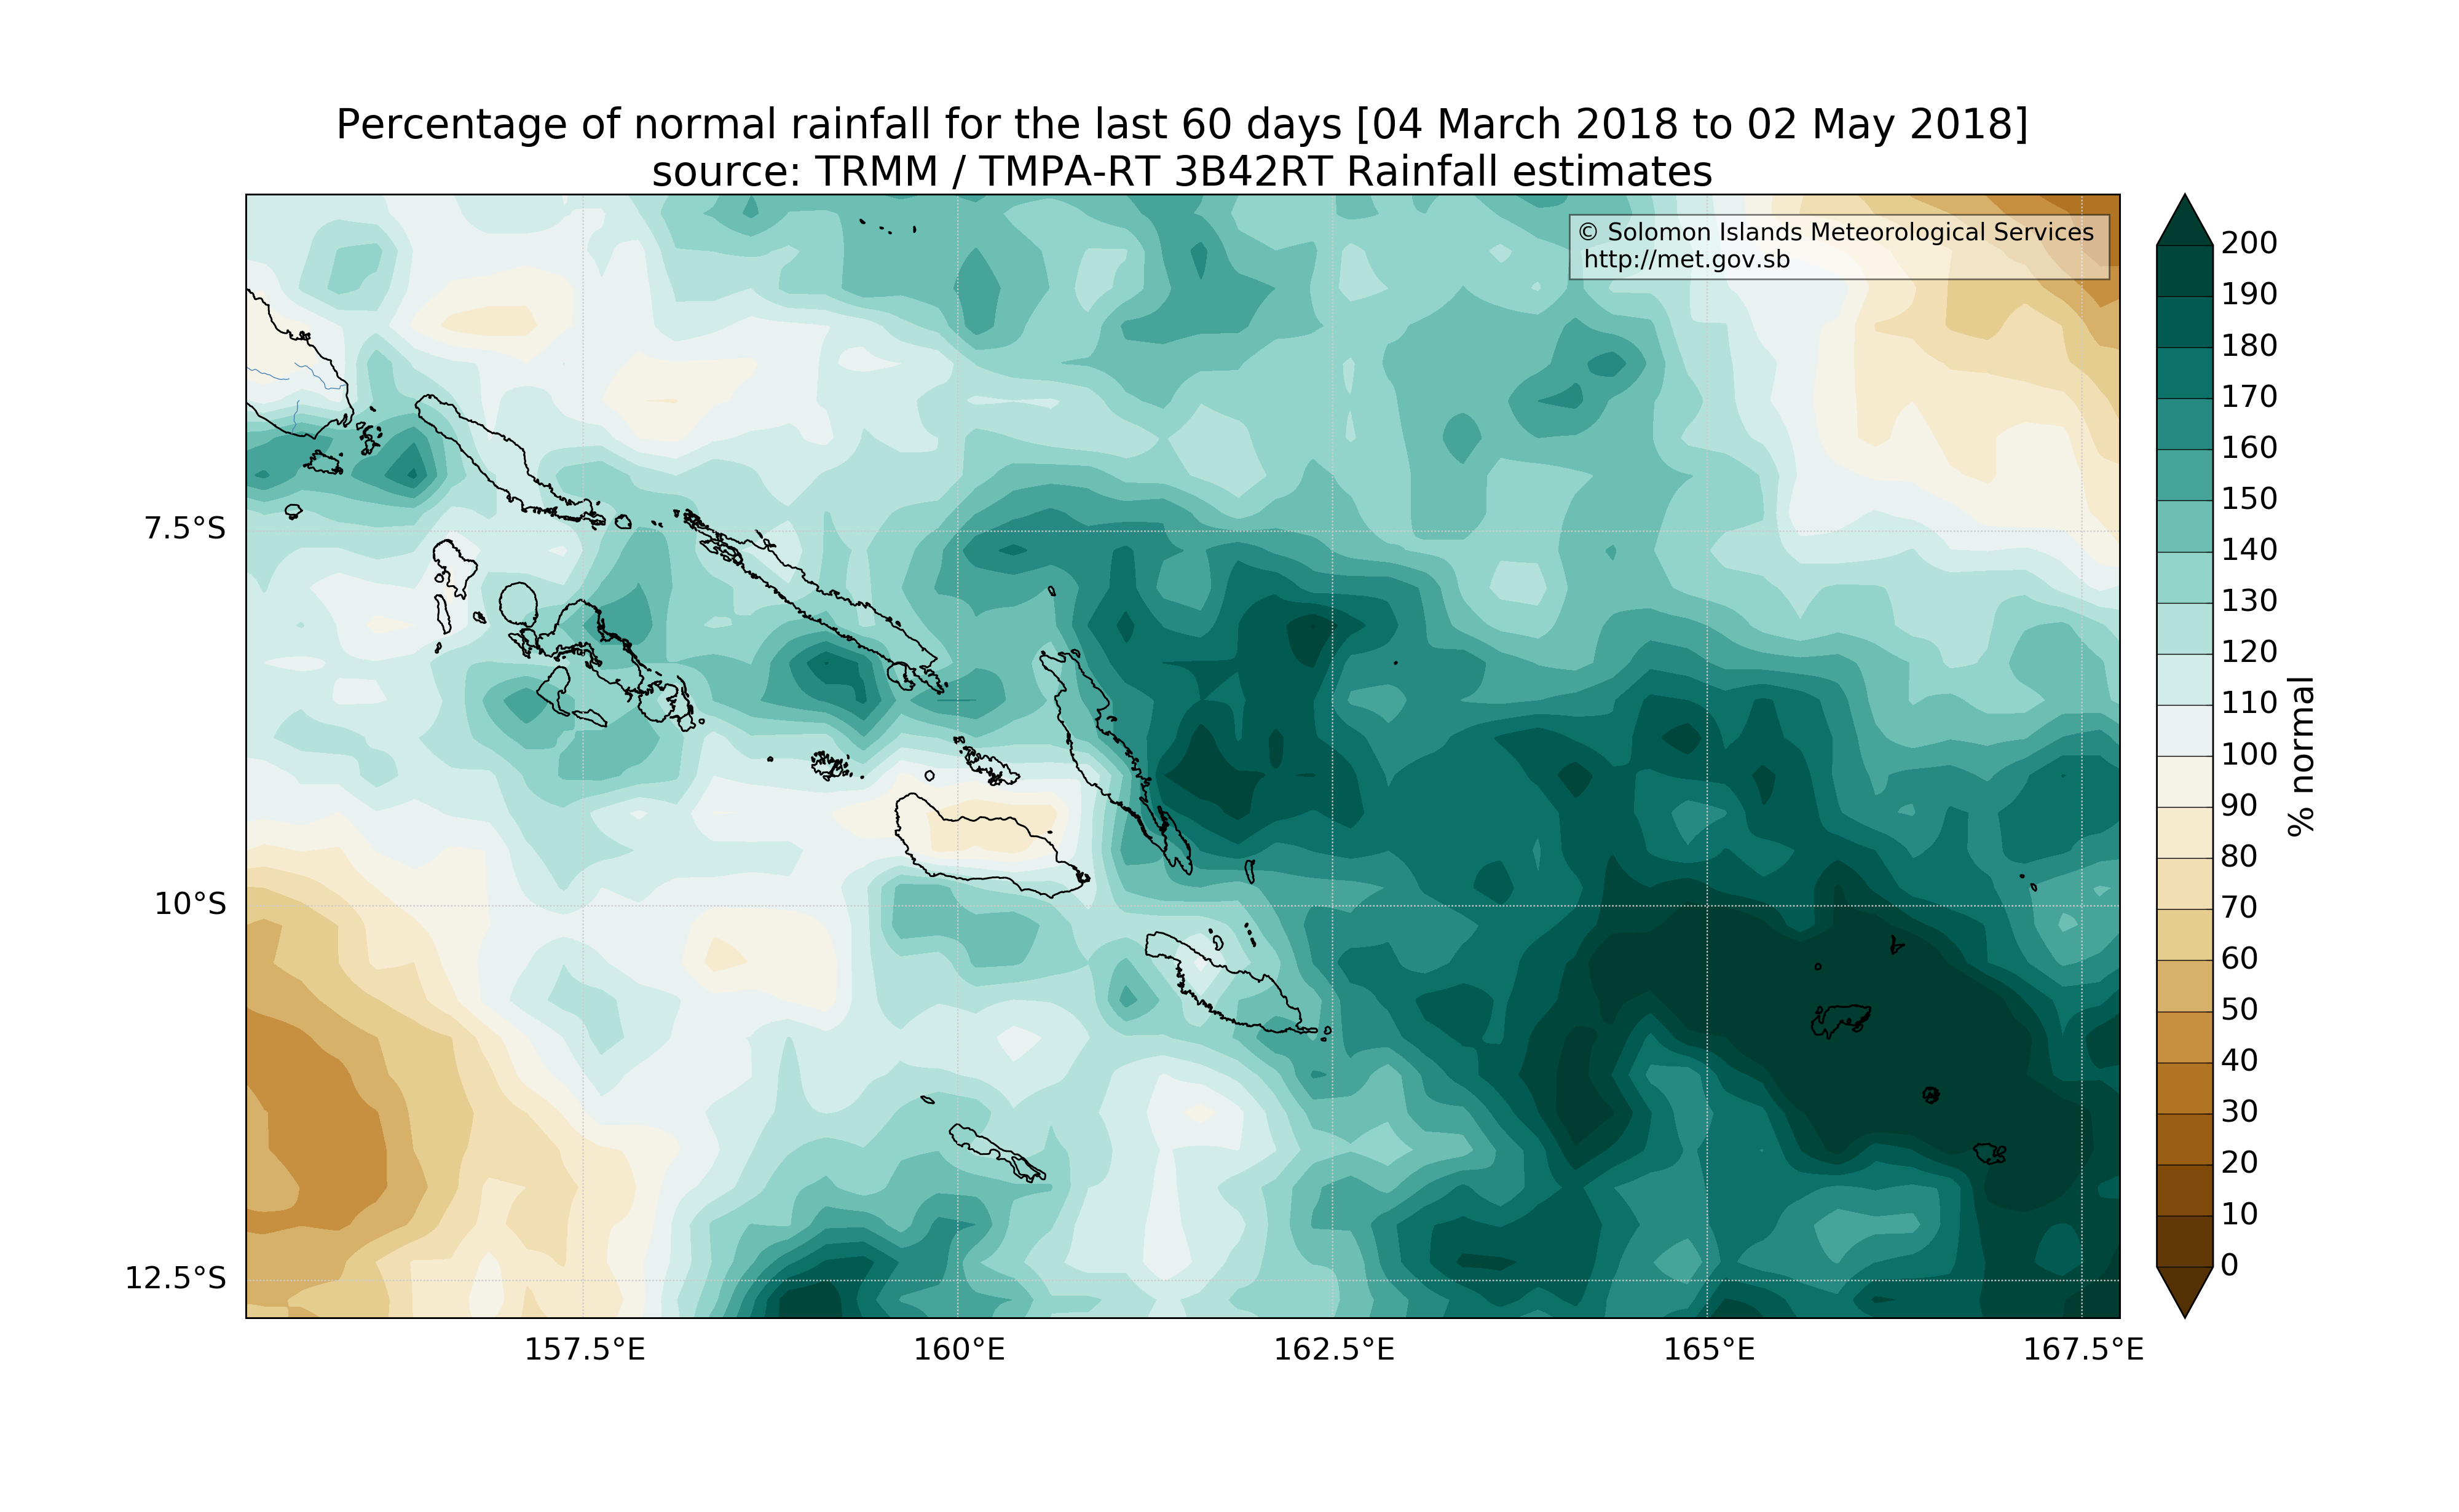 Percentage of normal rainfall for the last 60 days [04 March 2018 to 02 May 2018]
source: TRMM / TMPA-RT 3B42RT Rainfall estimates
© Solomon Islands Meteorological Services
http://met.gov.sb
7.5°S
10°S
12.5°S
157.5°E
160°E
162.5°E
165°E
167.5°E
200
190
180
170
160
150
140
130
120
110
100
90
80
70
60
50
40
30
20
10
0
% normal